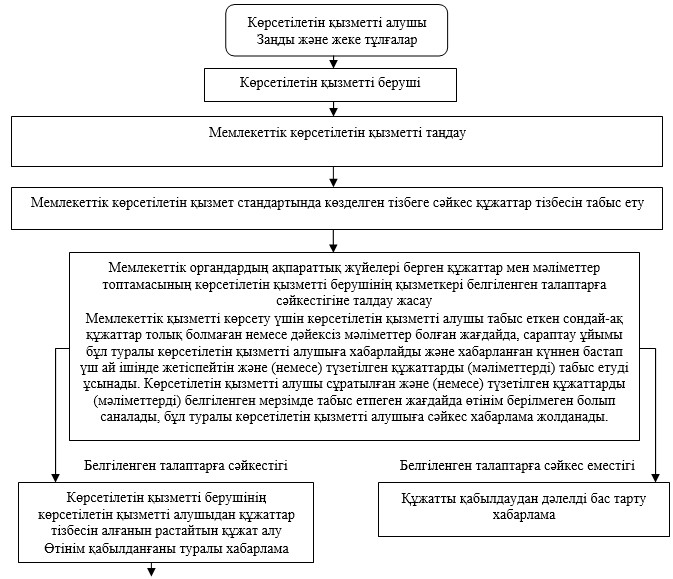 Көрсетілетін қызметті алушы
Заңды және жеке тұлғалар
Көрсетілетін қызметті беруші
Мемлекеттік көрсетілетін қызметті таңдау
Мемлекеттік көрсетілетін қызмет стандартында көзделген тізбеге сәйкес құжаттар тізбесін табыс ету
Мемлекеттік органдардың ақпараттық жүйелері берген құжаттар мен мәліметтер
топтамасының көрсетілетін қызметті берушінің қызметкері белгіленген талаптарға
сәйкестігіне талдау жасау
Мемлекеттік қызметті көрсету үшін көрсетілетін қызметті алушы табыс еткен сондай-ақ
құжаттар толық болмаған немесе дәйексіз мәліметтер болған жағдайда, сараптау ұйымы
бұл туралы көрсетілетін қызметті алушыға хабарлайды және хабарланған күннен бастап
үш ай ішінде жетіспейтін және (немесе) түзетілген құжаттарды (мәліметтерді) табыс етуді
ұсынады. Көрсетілетін қызметті алушы сұратылған және (немесе) түзетілген құжаттарды
(мәліметтерді) белгіленген мерзімде табыс етпеген жағдайда өтінім берілмеген болып
саналады, бұл туралы көрсетілетін қызметті алушыға сәйкес хабарлама жолданады.
Белгіленген талаптарға сәйкестігі
Белгіленген талаптарға сәйкес еместігі
Көрсетілетін қызметті берушінің
көрсетілетін қызметті алушыдан құжаттар
тізбесін алғанын растайтын құжат алу
Өтінім қабылданғаны туралы хабарлама
Құжатты қабылдаудан дәлелді бас тарту
хабарлама